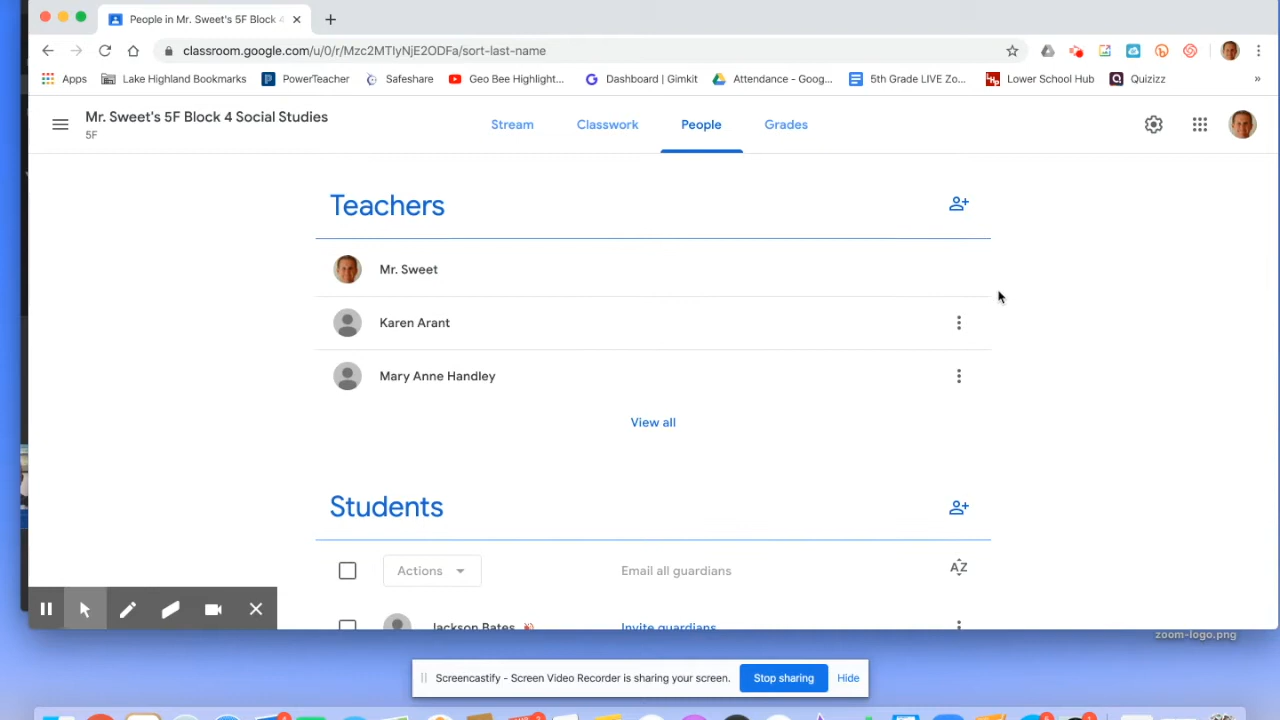 People in Mr. Sweet's 5F Block 4
classroom.google.com/u/0/r/Mzc2MTIyNjE2ODFa/sort-last-name
Apps Lake Highland Bookmarks PowerTeacher Safeshare Geo Bee Highlight... Dashboard | Gimkit Attendance - Goog... 5th Grade LIVE Zo... Lower School Hub Quizizz »
Mr. Sweet's 5F Block 4 Social Studies
5F
Stream Classwork People Grades
Teachers
Mr. Sweet
Karen Arant
Mary Anne Handley
View all
Students
Actions Email all guardians AZ
Jackson Bates Invite guardians
zoom-logo.png
Screencastify - Screen Video Recorder is sharing your screen. Stop sharing Hide